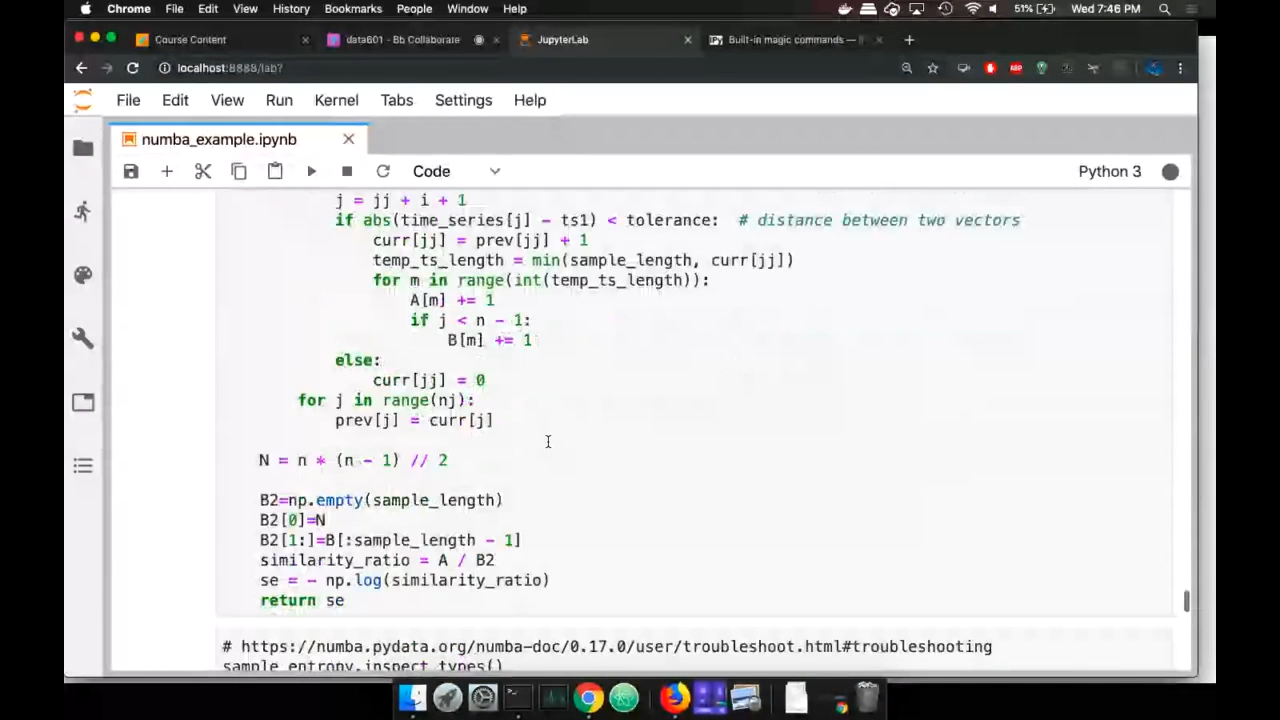 Chrome File Edit View History Bookmarks People Window Help 51% Wed 7:46 PM
Course Content data601 - Bb Collaborate JupyterLab Built-in magic commands — I
localhost:8888/lab?
File Edit View Run Kernel Tabs Settings Help
numba_example.ipynb
Code Python 3
j = jj + i + 1
if abs(time_series[j] - ts1) < tolerance:  # distance between two vectors
curr[jj] = prev[jj] + 1
temp_ts_length = min(sample_length, curr[jj])
for m in range(int(temp_ts_length)):
A[m] += 1
if j < n - 1:
B[m] += 1
else:
curr[jj] = 0
for j in range(nj):
prev[j] = curr[j]
N = n * (n - 1) // 2
B2=np.empty(sample_length)
B2[0]=N
B2[1:]=B[:sample_length - 1]
similarity_ratio = A / B2
se = - np.log(similarity_ratio)
return se
# https://numba.pydata.org/numba-doc/0.17.0/user/troubleshoot.html#troubleshooting
sample_entropy.inspect_types()